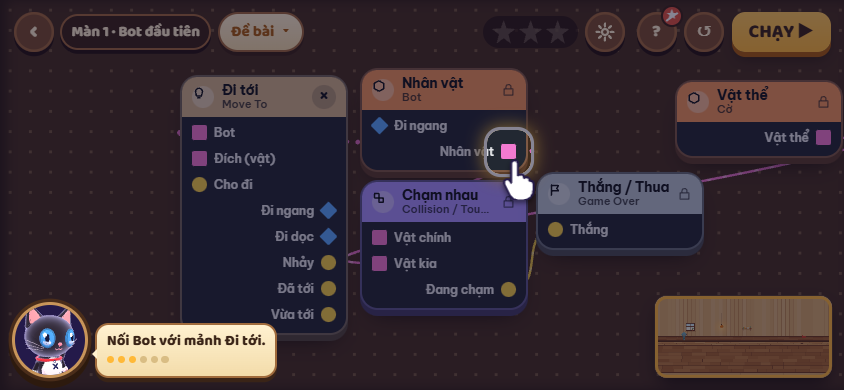 Màn 1 · Bot đầu tiên
Đề bài
?
CHẠY
Đi tới
Move To
Bot
Đích (vật)
Cho đi
Đi ngang
Đi dọc
Nhảy
Đã tới
Vừa tới
Nhân vật
Bot
Đi ngang
Nhân vật
Chạm nhau
Collision / Tou...
Vật chính
Vật kia
Đang chạm
Thắng / Thua
Game Over
Thắng
Vật thể
Cờ
Vật thể
Nối Bot với mảnh Đi tới.